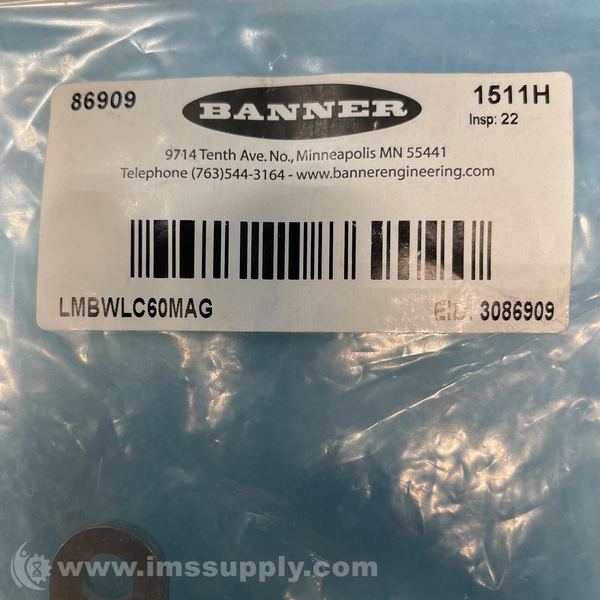 86909 BANNER 1511H
Insp: 22
9714 Tenth Ave. No., Minneapolis MN 55441
Telephone (763)544-3164 - www.bannerengineering.com
LMBWLC60MAG EID: 3086909
www.imssupply.com